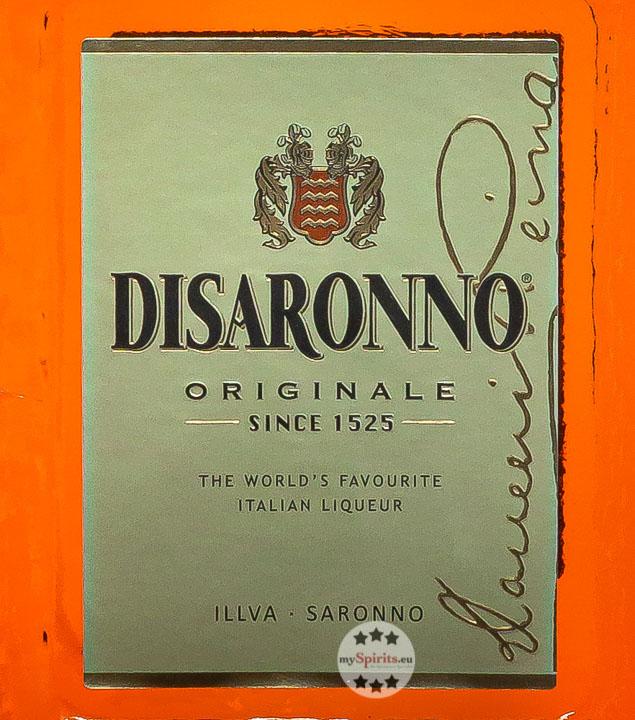 DISARONNO®
ORIGINALE
SINCE 1525
THE WORLD'S FAVOURITE
ITALIAN LIQUEUR
ILLVA · SARONNO
mySpirits.eu